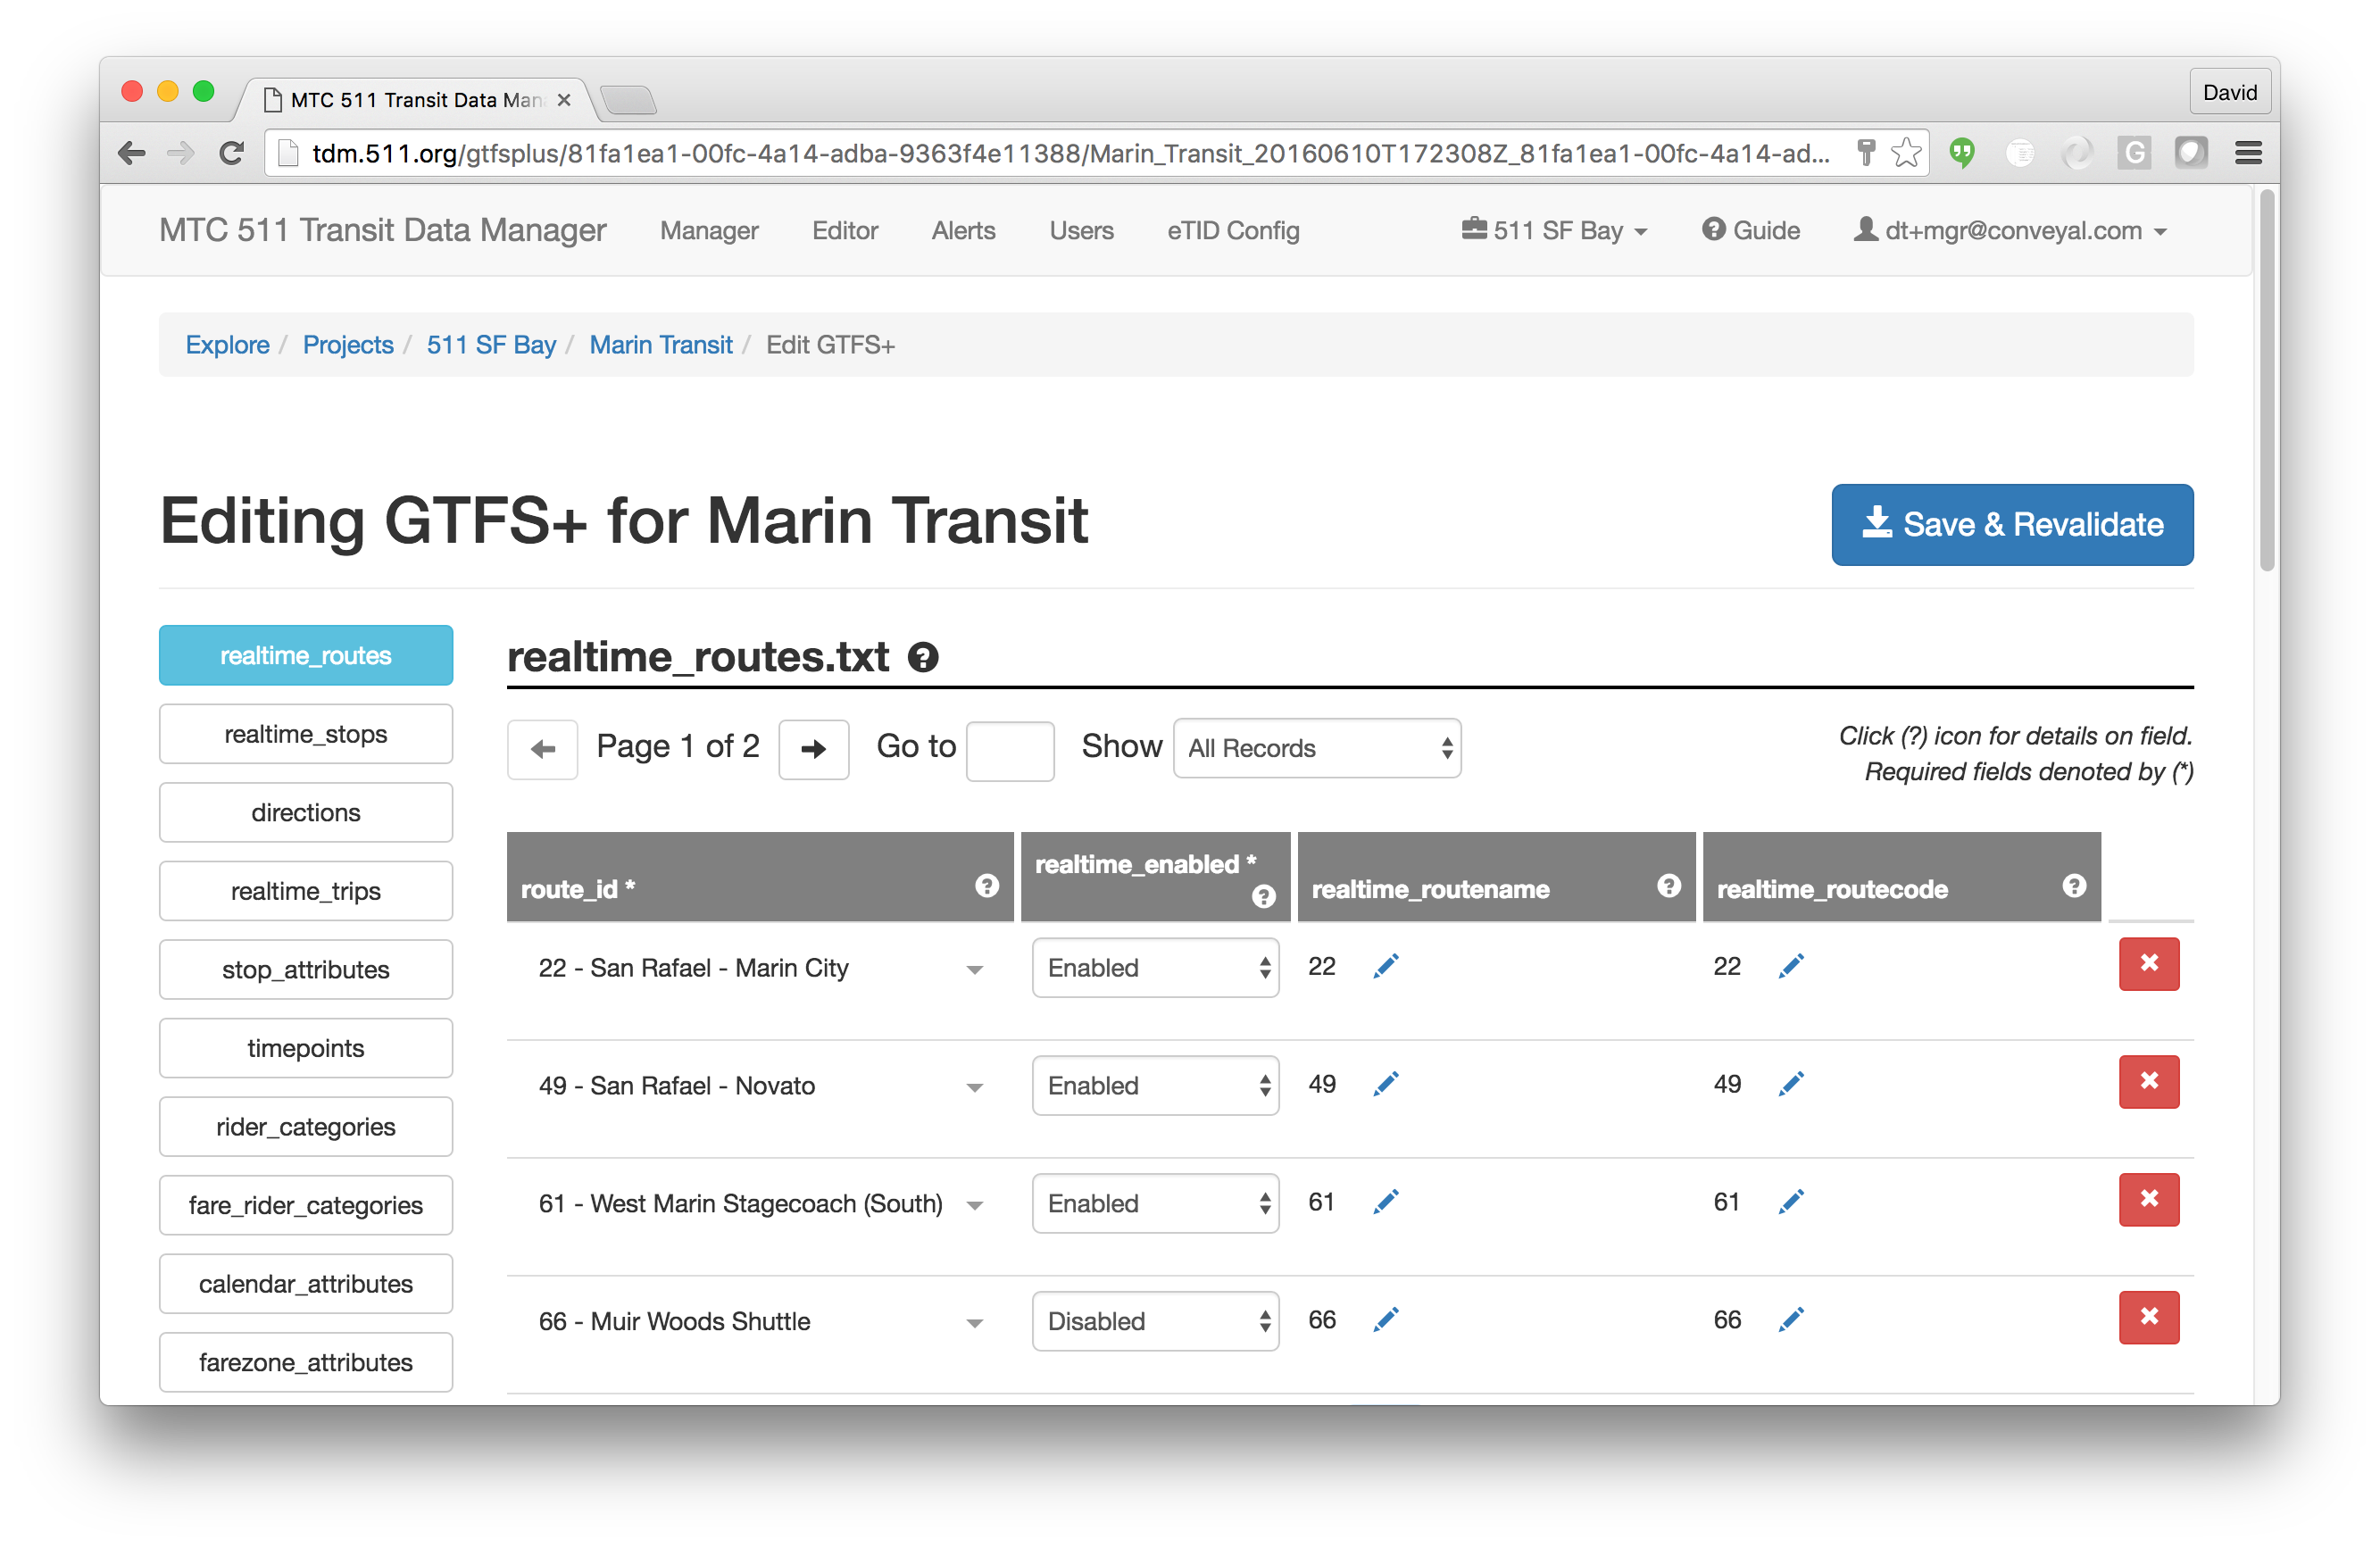 MTC 511 Transit Data Man
David
tdm.511.org/gtfsplus/81fa1ea1-00fc-4a14-adba-9363f4e11388/Marin_Transit_20160610T172308Z_81fa1ea1-00fc-4a14-ad...
MTC 511 Transit Data Manager Manager Editor Alerts Users eTID Config 511 SF Bay Guide dt+mgr@conveyal.com
Explore / Projects / 511 SF Bay / Marin Transit / Edit GTFS+
Editing GTFS+ for Marin Transit
Save & Revalidate
realtime_routes
realtime_stops
directions
realtime_trips
stop_attributes
timepoints
rider_categories
fare_rider_categories
calendar_attributes
farezone_attributes
realtime_routes.txt ?
Page 1 of 2 Go to Show All Records
Click (?) icon for details on field.
Required fields denoted by (*)
route_id * ? realtime_enabled * ? realtime_routename ? realtime_routecode ?
22 - San Rafael - Marin City Enabled 22 22
49 - San Rafael - Novato Enabled 49 49
61 - West Marin Stagecoach (South) Enabled 61 61
66 - Muir Woods Shuttle Disabled 66 66